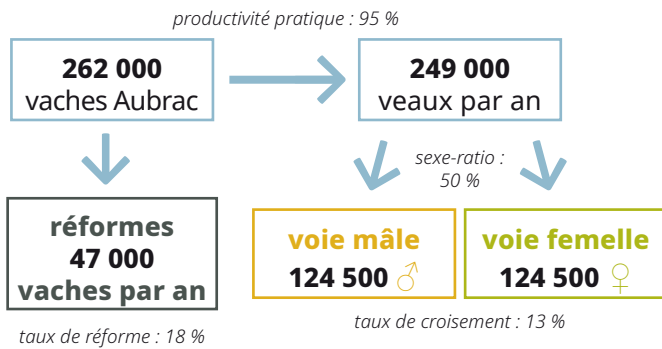 productivité pratique : 95 %
262 000
vaches Aubrac
249 000
veaux par an
sexe-ratio :
50 %
réformes
47 000
vaches par an
voie mâle
124 500 ♂
voie femelle
124 500 ♀
taux de réforme : 18 %
taux de croisement : 13 %